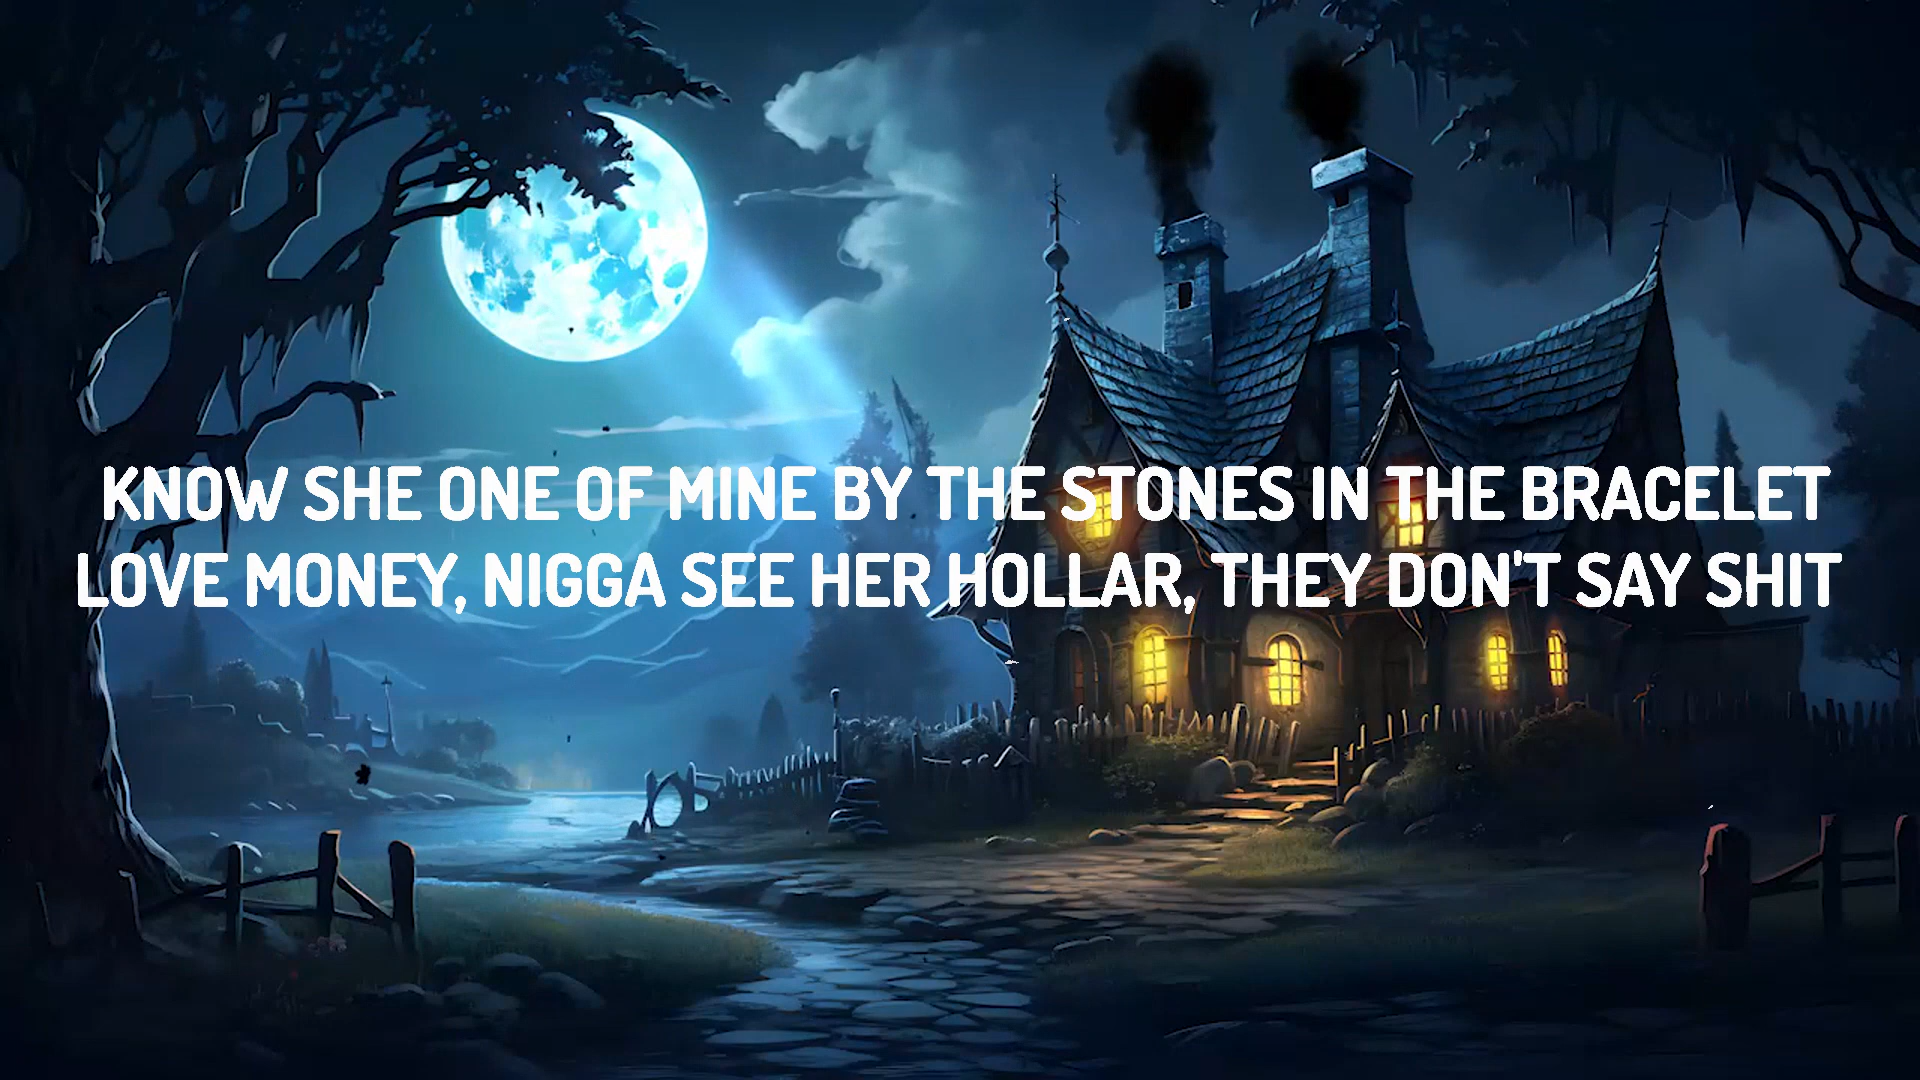 KNOW SHE ONE OF MINE BY THE STONES IN THE BRACELET
LOVE MONEY, NIGGA SEE HER HOLLAR, THEY DON'T SAY SHIT